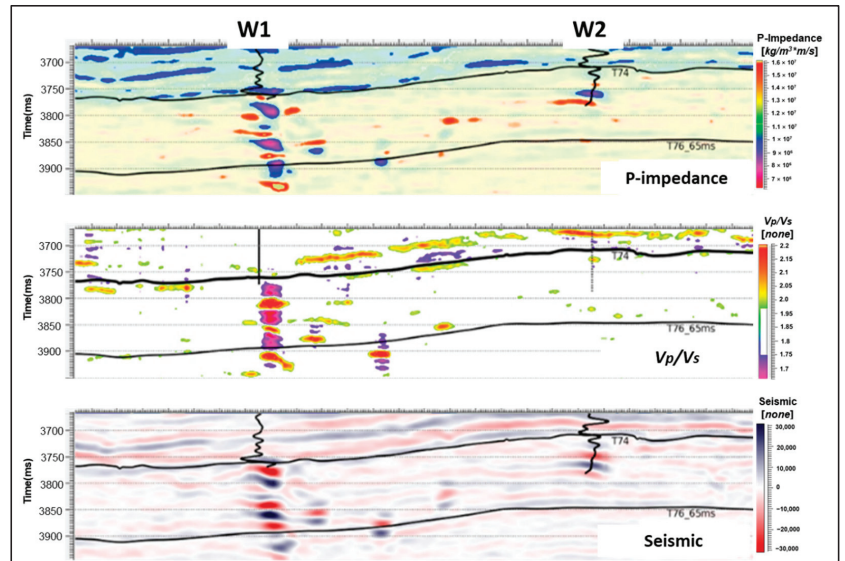 W1 W2
P-Impedance
[kg/m³*m/s]
1.6 × 10⁷
1.5 × 10⁷
1.4 × 10⁷
1.3 × 10⁷
1.2 × 10⁷
1.1 × 10⁷
1 × 10⁷
9 × 10⁶
8 × 10⁶
7 × 10⁶
Time(ms)
3700
3750
3800
3850
3900
T74
T76_65ms
P-impedance
Vp/Vs
[none]
2.2
2.15
2.1
2.05
2.0
1.95
1.9
1.85
1.8
1.75
1.7
Time(ms)
3700
3750
3800
3850
3900
T74
T76_65ms
Vp/Vs
Seismic
[none]
30,000
20,000
10,000
0
−10,000
−20,000
−30,000
Time(ms)
3700
3750
3800
3850
3900
T74
T76_65ms
Seismic